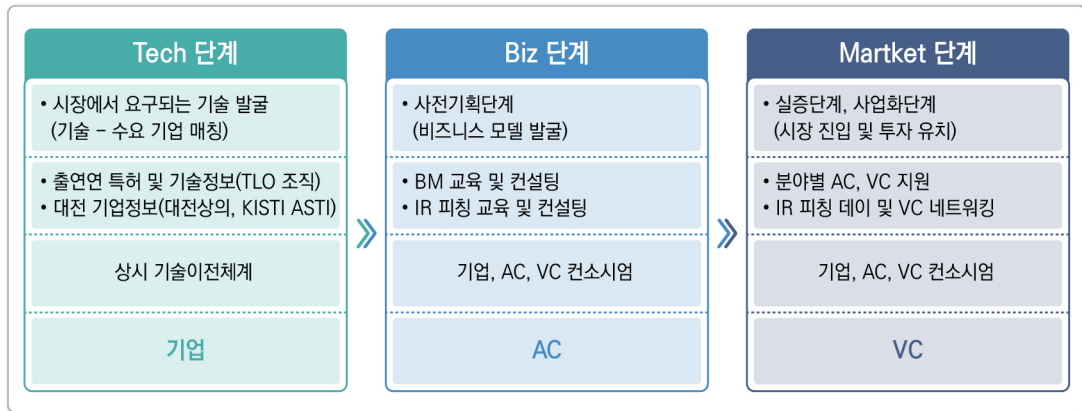 Tech 단계
• 시장에서 요구되는 기술 발굴
(기술 - 수요 기업 매칭)
• 출연연 특허 및 기술정보(TLO 조직)
• 대전 기업정보(대전상의, KISTI ASTI)
상시 기술이전체계
기업
Biz 단계
• 사전기획단계
(비즈니스 모델 발굴)
• BM 교육 및 컨설팅
• IR 피칭 교육 및 컨설팅
기업, AC, VC 컨소시엄
AC
Martket 단계
• 실증단계, 사업화단계
(시장 진입 및 투자 유치)
• 분야별 AC, VC 지원
• IR 피칭 데이 및 VC 네트워킹
기업, AC, VC 컨소시엄
VC